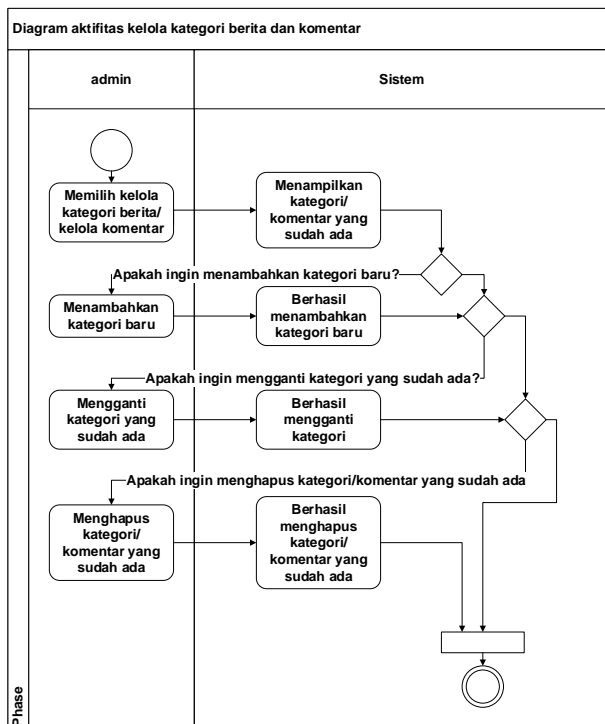 Diagram aktifitas kelola kategori berita dan komentar
admin
Sistem
Memilih kelola
kategori berita/
kelola komentar
Menampilkan
kategori/
komentar yang
sudah ada
Apakah ingin menambahkan kategori baru?
Menambahkan
kategori baru
Berhasil
menambahkan
kategori baru
Apakah ingin mengganti kategori yang sudah ada?
Mengganti
kategori yang
sudah ada
Berhasil
mengganti
kategori
Apakah ingin menghapus kategori/komentar yang sudah ada
Menghapus
kategori/
komentar yang
sudah ada
Berhasil
menghapus
kategori/
komentar yang
sudah ada
Phase